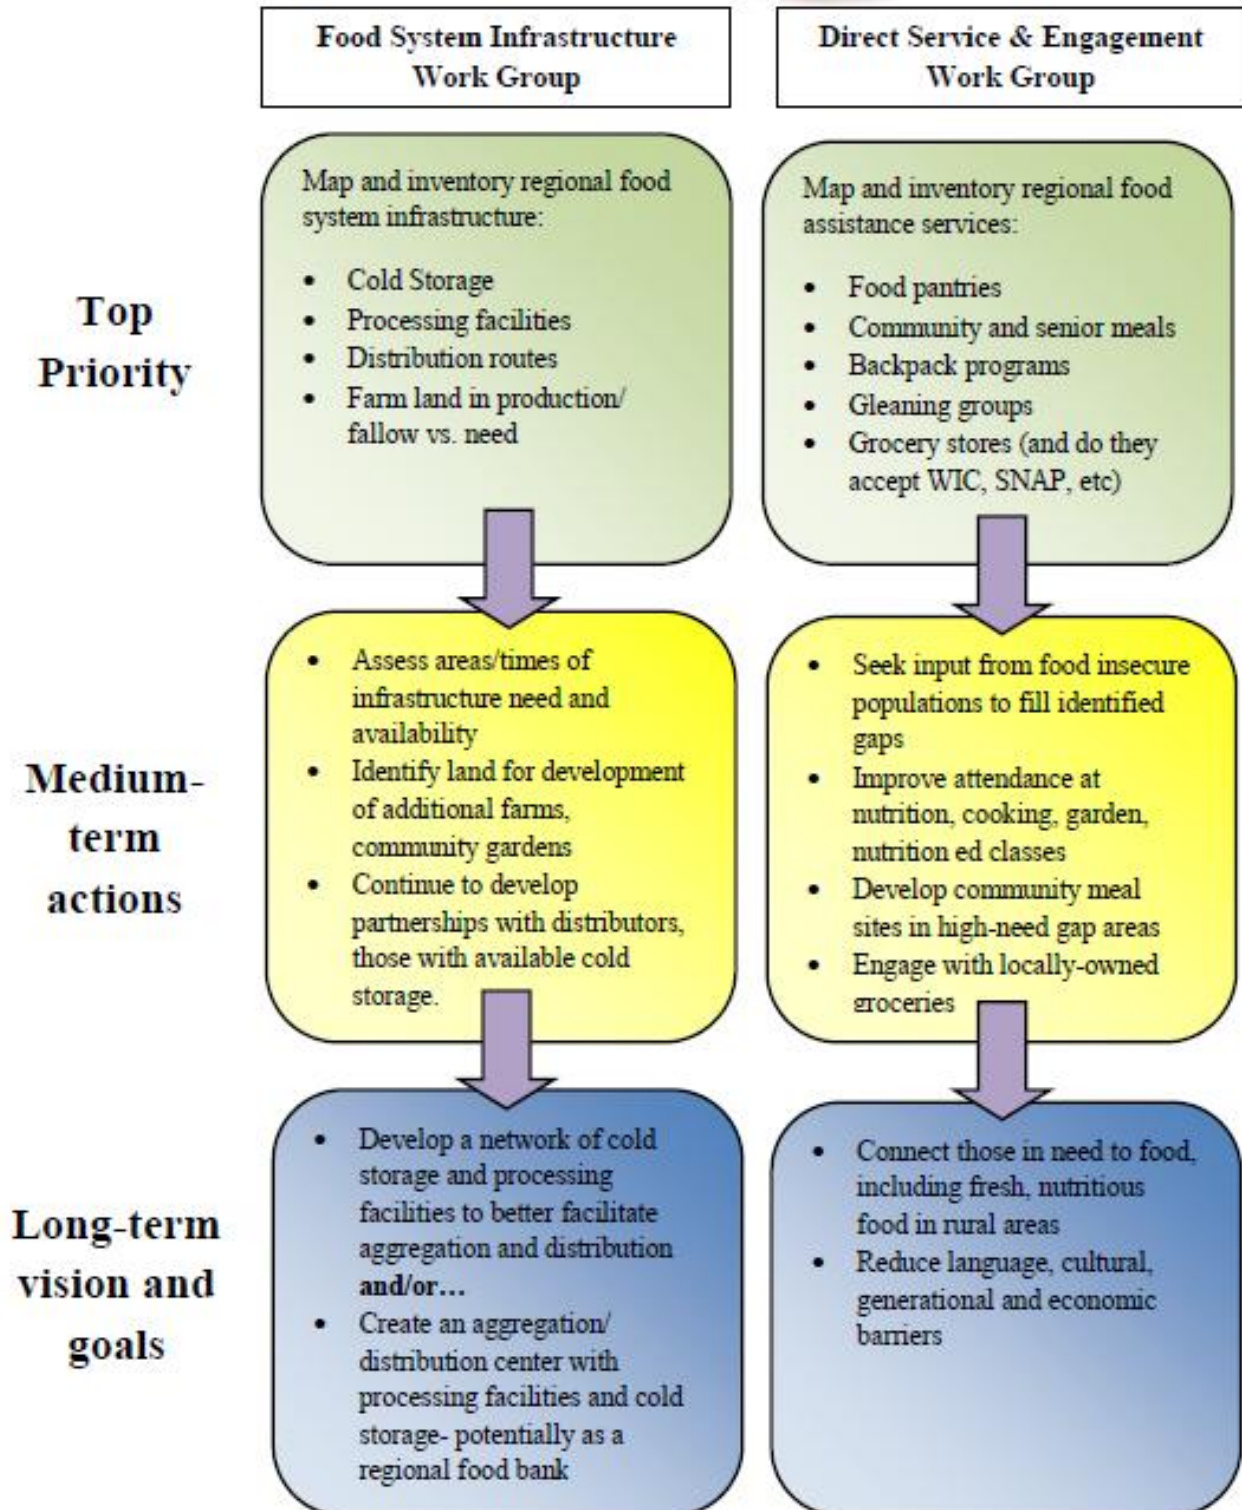 Food System Infrastructure
Work Group
Direct Service & Engagement
Work Group
Top
Priority
Map and inventory regional food
system infrastructure:
• Cold Storage
• Processing facilities
• Distribution routes
• Farm land in production/
fallow vs. need
Map and inventory regional food
assistance services:
• Food pantries
• Community and senior meals
• Backpack programs
• Gleaning groups
• Grocery stores (and do they
accept WIC, SNAP, etc)
Medium-
term
actions
• Assess areas/times of
infrastructure need and
availability
• Identify land for development
of additional farms,
community gardens
• Continue to develop
partnerships with distributors,
those with available cold
storage.
• Seek input from food insecure
populations to fill identified
gaps
• Improve attendance at
nutrition, cooking, garden,
nutrition ed classes
• Develop community meal
sites in high-need gap areas
• Engage with locally-owned
groceries
Long-term
vision and
goals
• Develop a network of cold
storage and processing
facilities to better facilitate
aggregation and distribution
and/or…
• Create an aggregation/
distribution center with
processing facilities and cold
storage- potentially as a
regional food bank
• Connect those in need to food,
including fresh, nutritious
food in rural areas
• Reduce language, cultural,
generational and economic
barriers